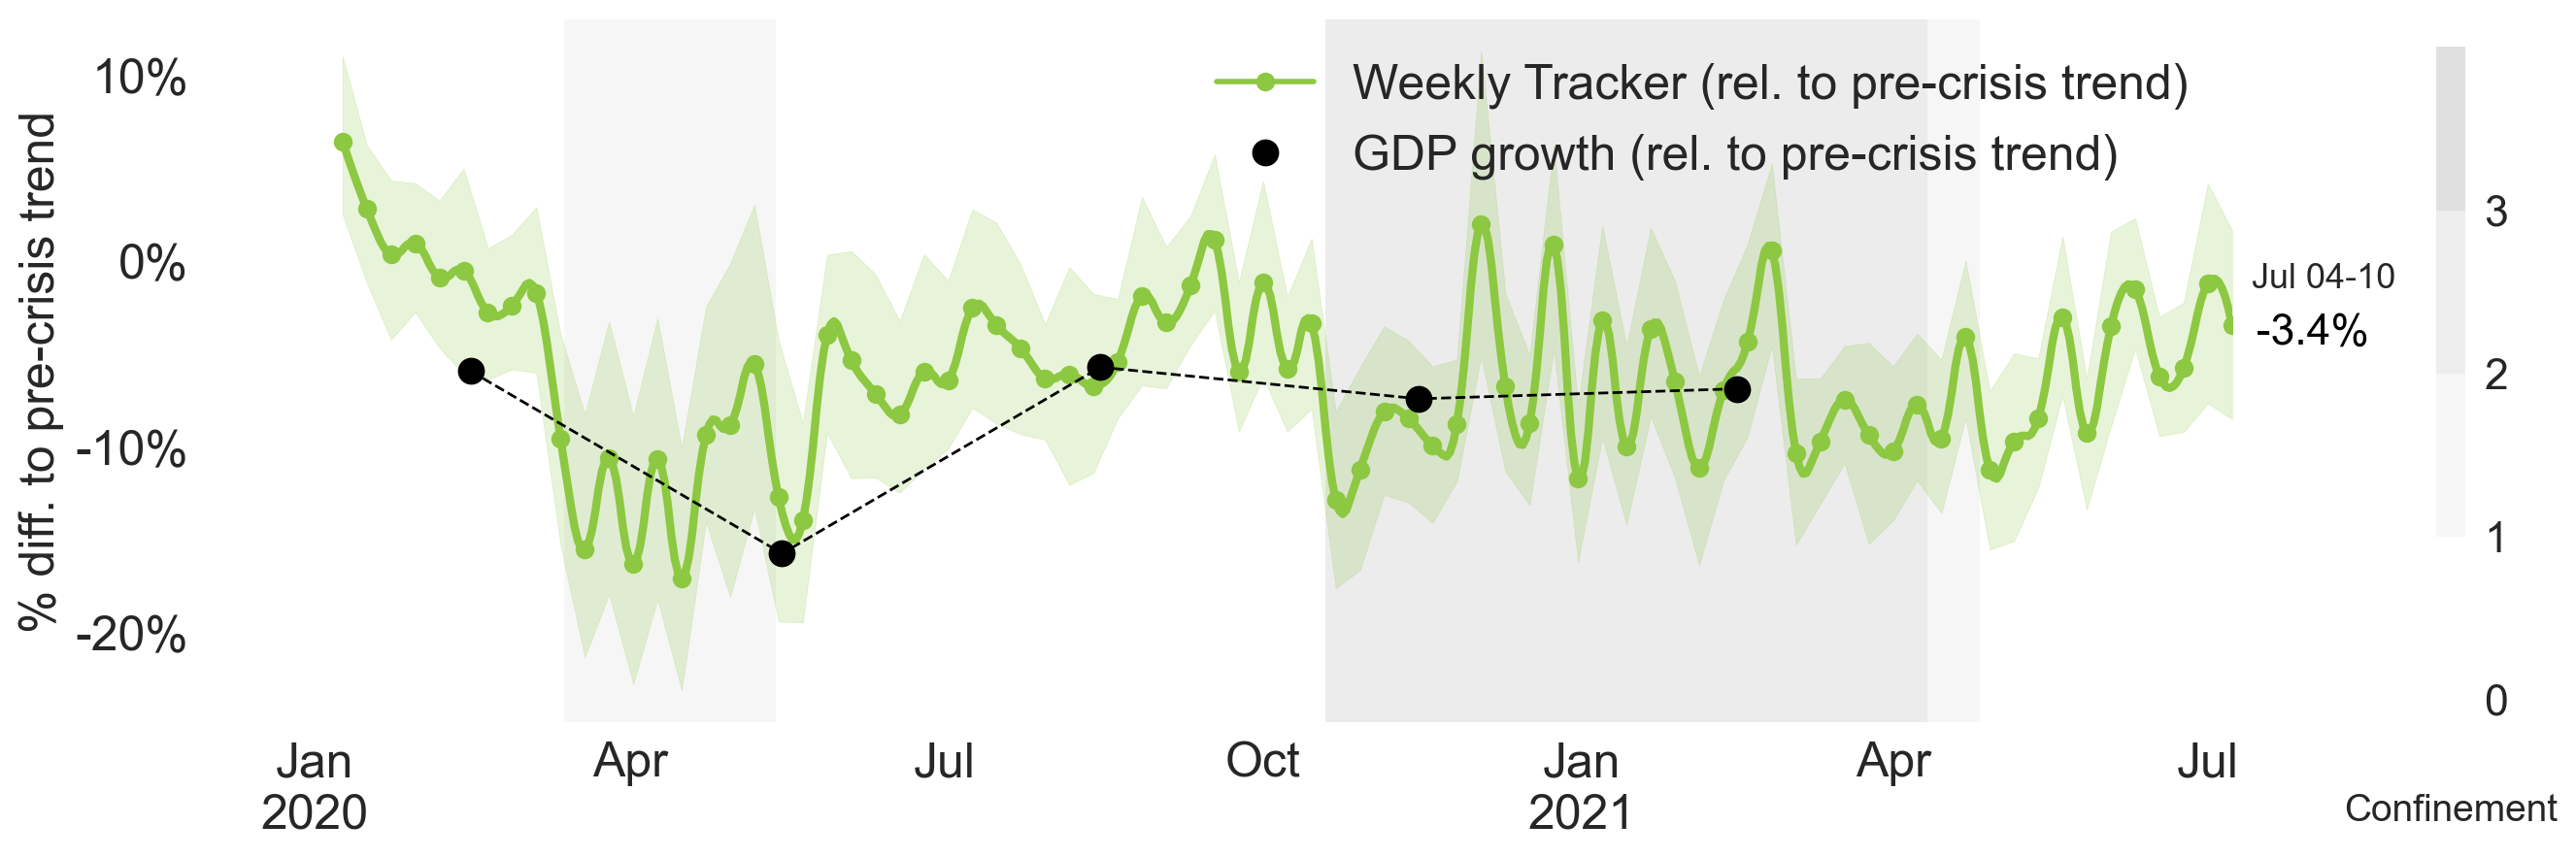 % diff. to pre-crisis trend
10%
0%
-10%
-20%
Weekly Tracker (rel. to pre-crisis trend)
GDP growth (rel. to pre-crisis trend)
Jul 04-10
-3.4%
3
2
1
0
Jan Apr Jul Oct Jan Apr Jul
2020 2021
Confinement